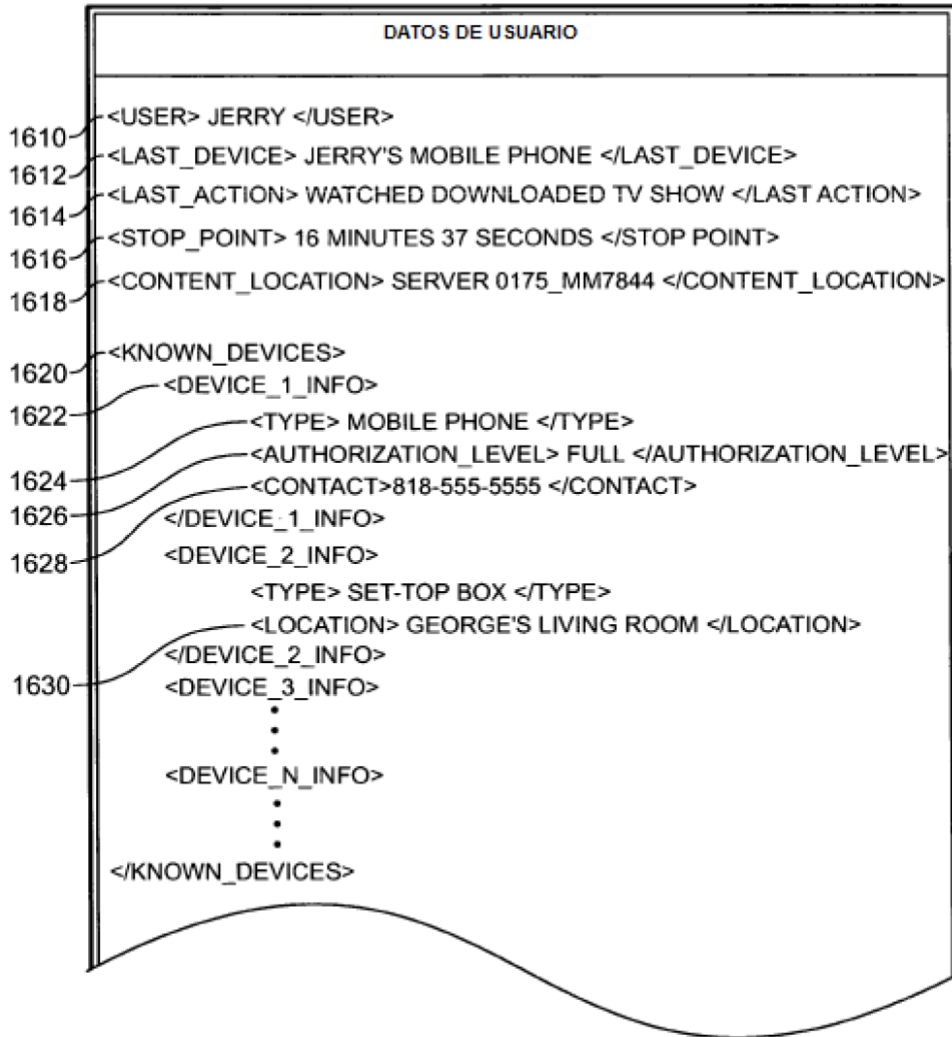 DATOS DE USUARIO
1610 <USER> JERRY </USER>
1612 <LAST_DEVICE> JERRY'S MOBILE PHONE </LAST_DEVICE>
1614 <LAST_ACTION> WATCHED DOWNLOADED TV SHOW </LAST ACTION>
1616 <STOP_POINT> 16 MINUTES 37 SECONDS </STOP POINT>
1618 <CONTENT_LOCATION> SERVER 0175_MM7844 </CONTENT_LOCATION>
1620 <KNOWN_DEVICES>
1622 <DEVICE_1_INFO>
1624 <TYPE> MOBILE PHONE </TYPE>
1626 <AUTHORIZATION_LEVEL> FULL </AUTHORIZATION_LEVEL>
1628 <CONTACT>818-555-5555 </CONTACT>
</DEVICE_1_INFO>
<DEVICE_2_INFO>
<TYPE> SET-TOP BOX </TYPE>
1630 <LOCATION> GEORGE'S LIVING ROOM </LOCATION>
</DEVICE_2_INFO>
<DEVICE_3_INFO>
<DEVICE_N_INFO>
</KNOWN_DEVICES>